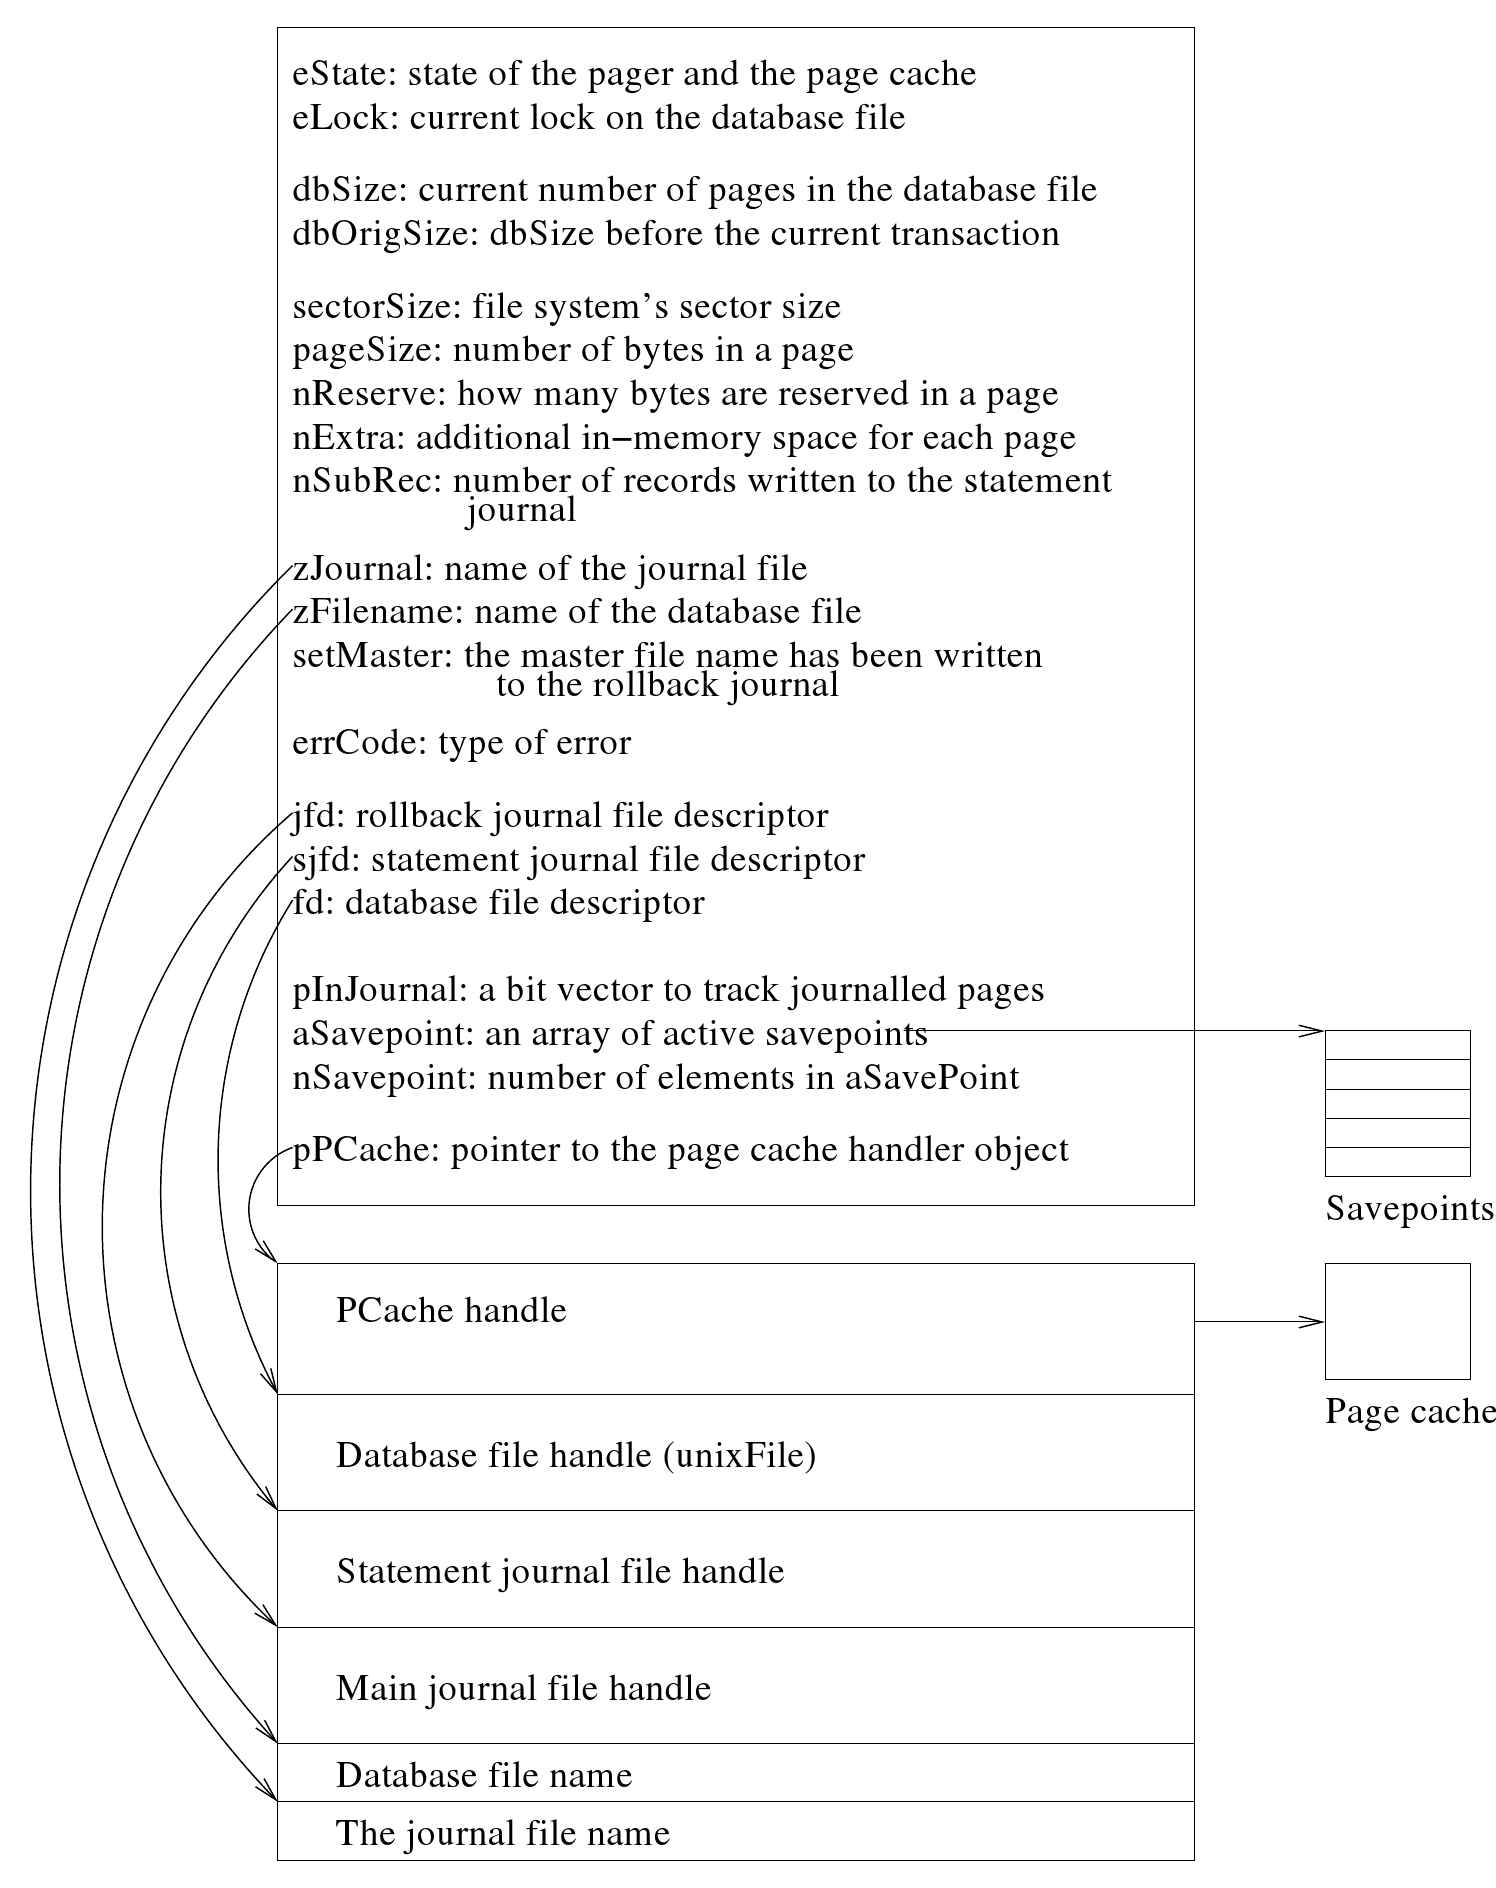 eState: state of the pager and the page cache
eLock: current lock on the database file
dbSize: current number of pages in the database file
dbOrigSize: dbSize before the current transaction
sectorSize: file system's sector size
pageSize: number of bytes in a page
nReserve: how many bytes are reserved in a page
nExtra: additional in−memory space for each page
nSubRec: number of records written to the statement
journal
zJournal: name of the journal file
zFilename: name of the database file
setMaster: the master file name has been written
to the rollback journal
errCode: type of error
jfd: rollback journal file descriptor
sjfd: statement journal file descriptor
fd: database file descriptor
pInJournal: a bit vector to track journalled pages
aSavepoint: an array of active savepoints
nSavepoint: number of elements in aSavePoint
pPCache: pointer to the page cache handler object
Savepoints
PCache handle
Page cache
Database file handle (unixFile)
Statement journal file handle
Main journal file handle
Database file name
The journal file name